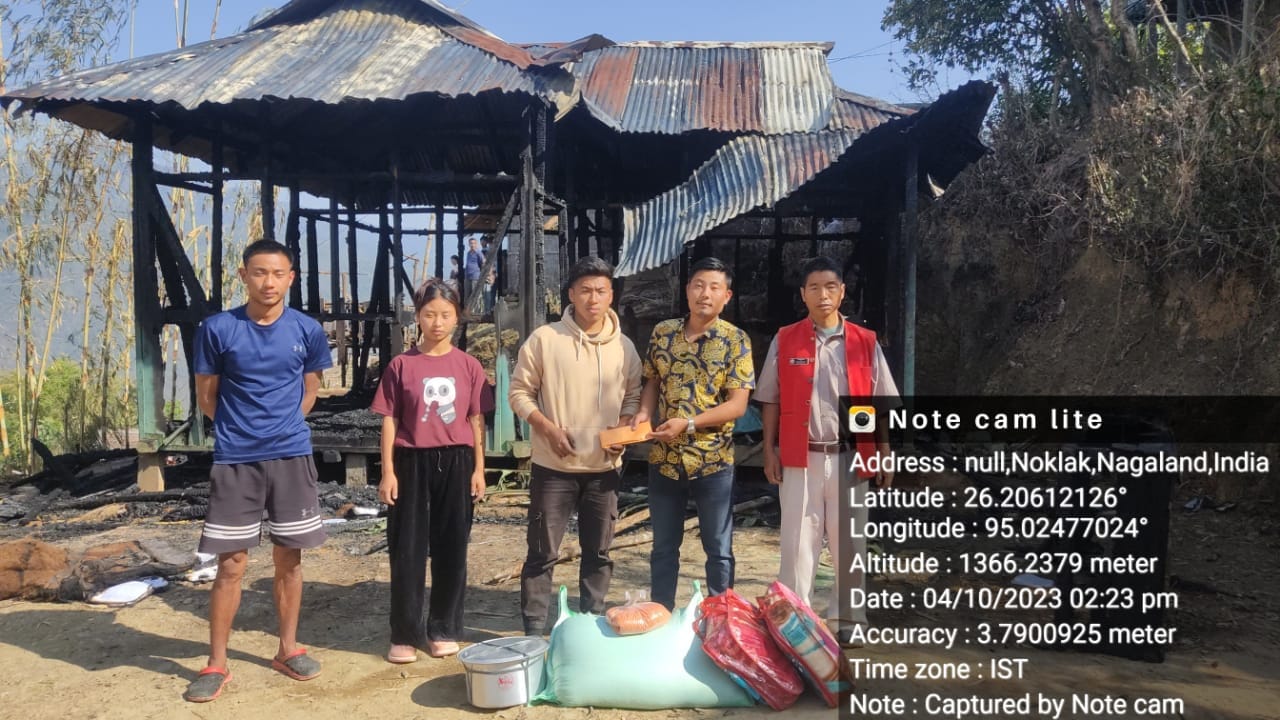 Note cam lite
Address : null,Noklak,Nagaland,India
Latitude : 26.20612126°
Longitude : 95.02477024°
Altitude : 1366.2379 meter
Date : 04/10/2023 02:23 pm
Accuracy : 3.7900925 meter
Time zone : IST
Note : Captured by Note cam